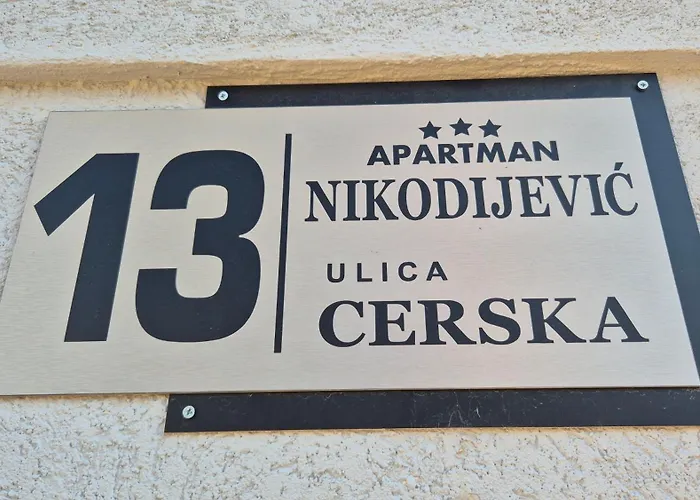 13
APARTMAN
NIKODIJEVIĆ
ULICA
CERSKA